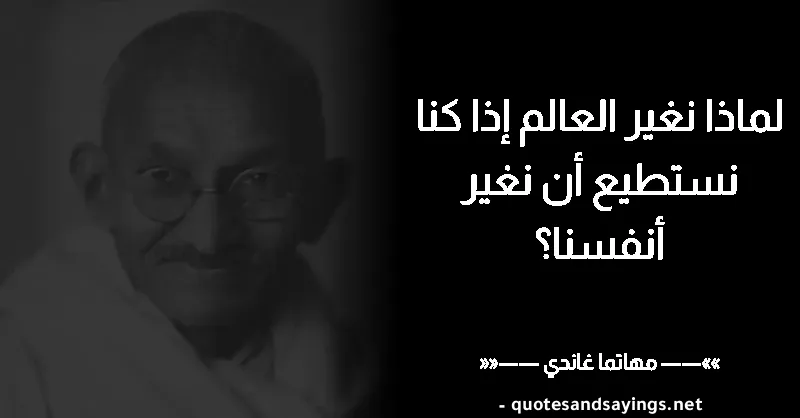 لماذا نغير العالم إذا كنا
نستطيع أن نغير
أنفسنا؟
»»——— مهاتما غاندي ———««
- quotesandsayings.net